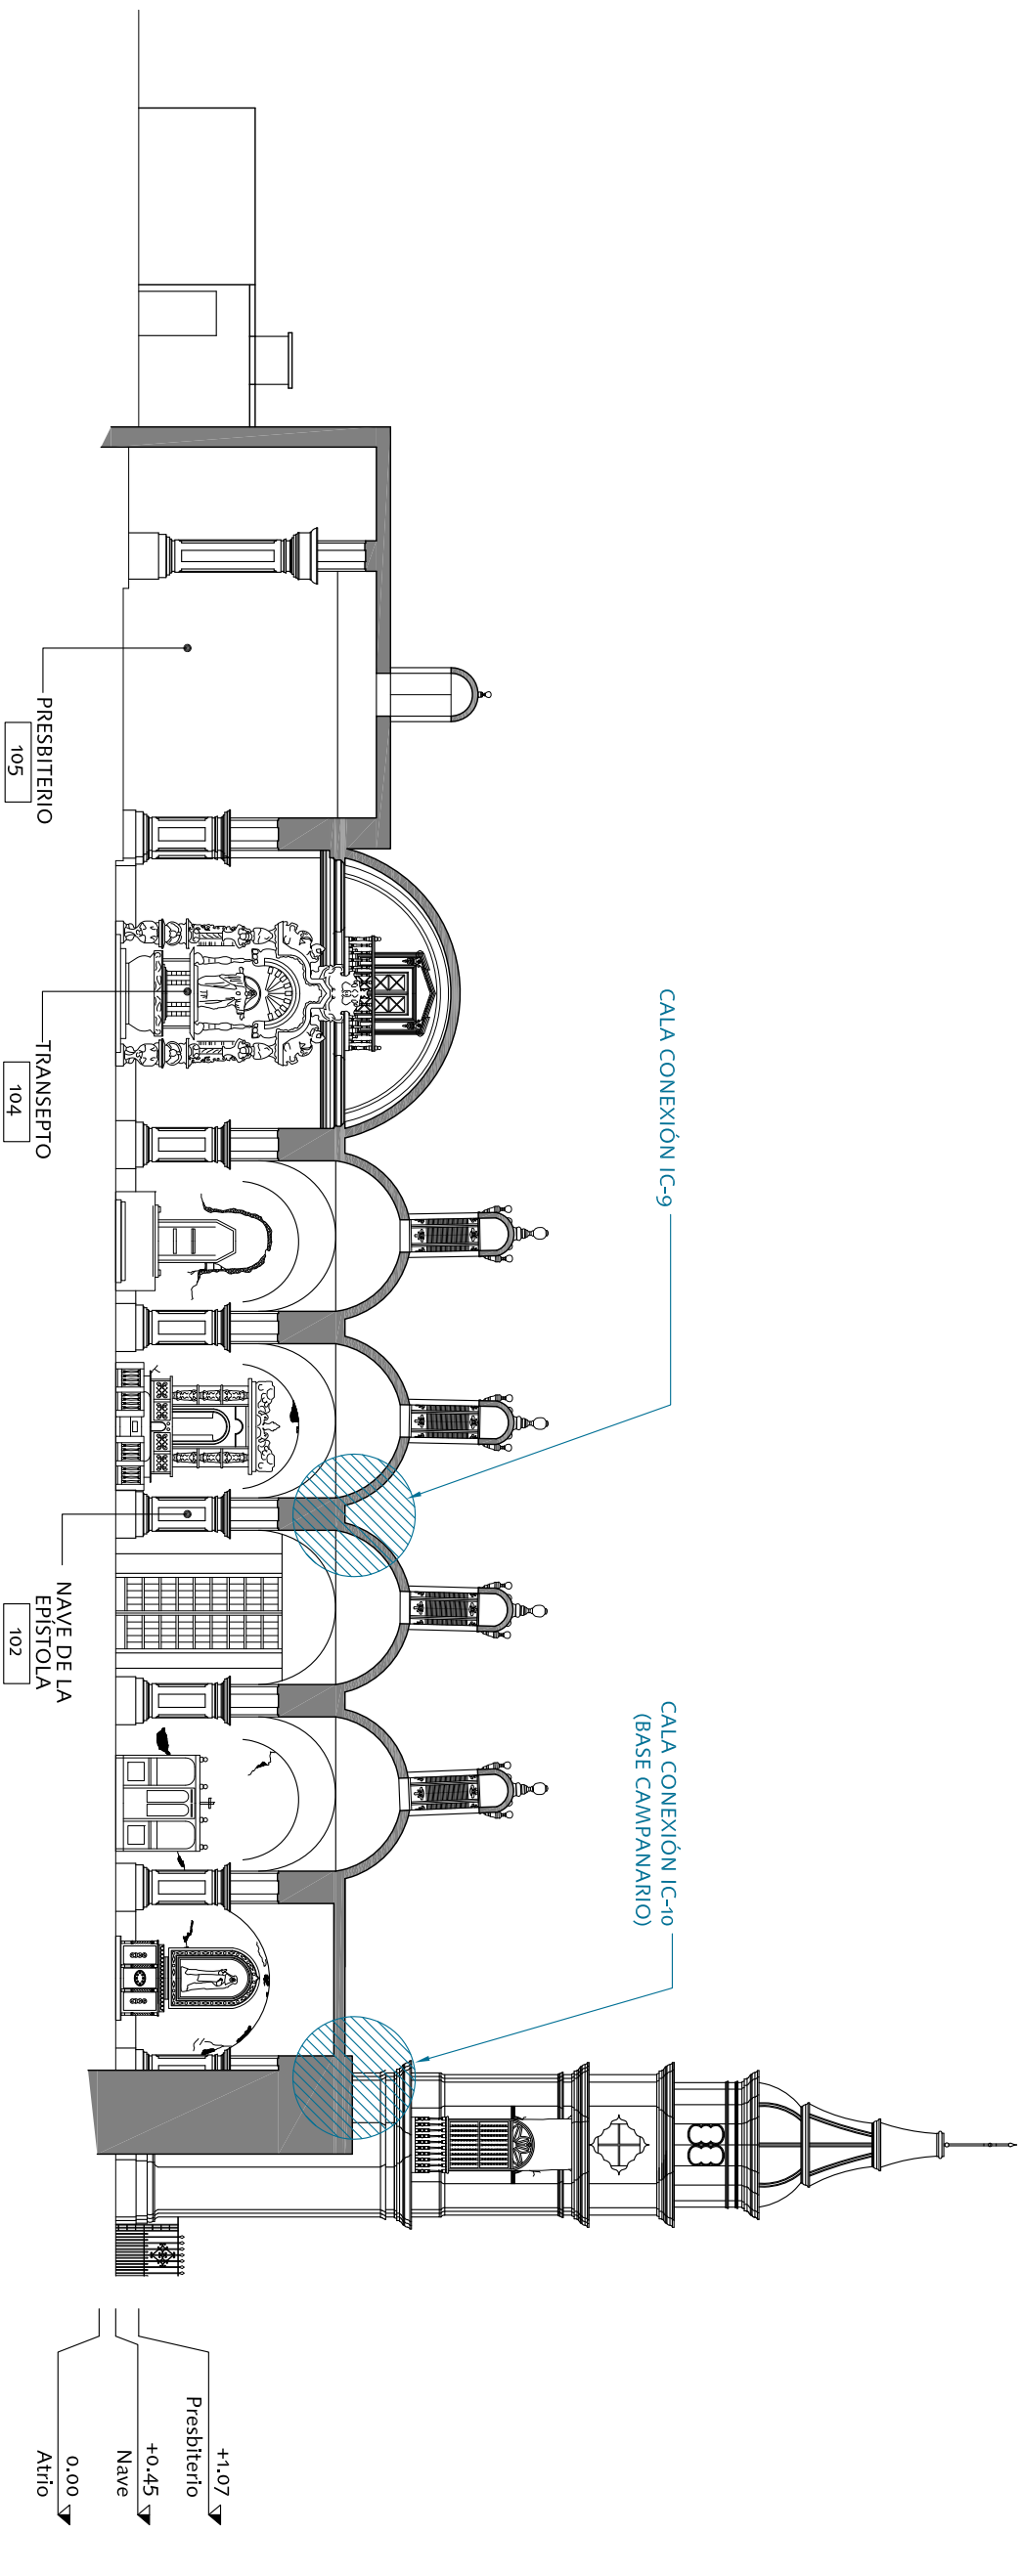 CALA CONEXIÓN IC-9
CALA CONEXIÓN IC-10
(BASE CAMPANARIO)
PRESBITERIO
105
TRANSEPTO
104
NAVE DE LA
EPÍSTOLA
102
+1.07
Presbiterio
+0.45
Nave
0.00
Atrio